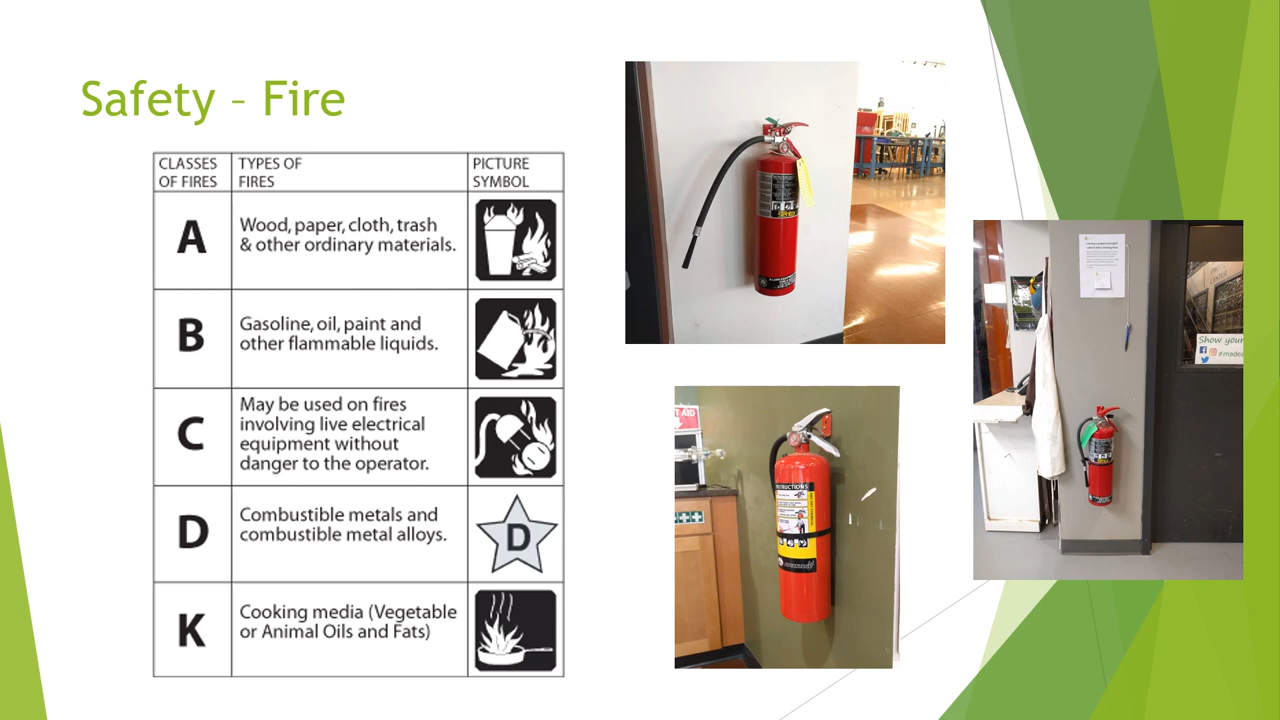 Safety – Fire
CLASSES
OF FIRES
TYPES OF
FIRES
PICTURE
SYMBOL
A
Wood, paper, cloth, trash
& other ordinary materials.
B
Gasoline, oil, paint and
other flammable liquids.
C
May be used on fires
involving live electrical
equipment without
danger to the operator.
D
Combustible metals and
combustible metal alloys.
D
K
Cooking media (Vegetable
or Animal Oils and Fats)
AID
INSTRUCTIONS
Show your